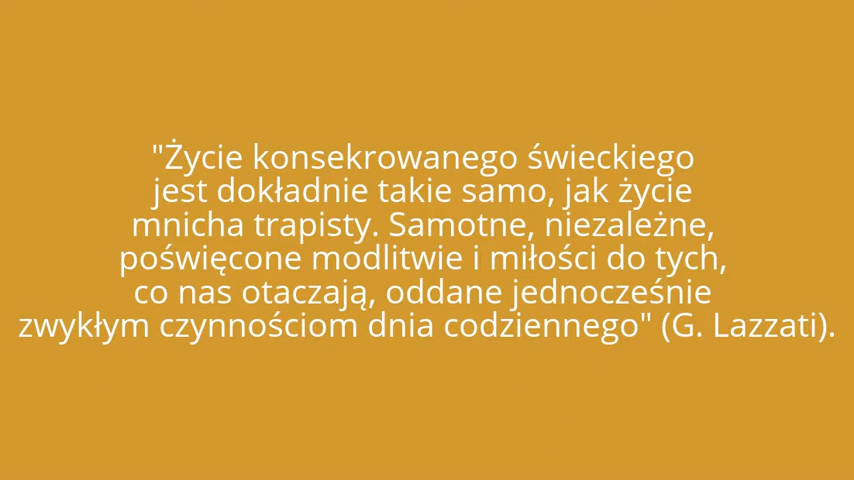 "Życie konsekrowanego świeckiego
jest dokładnie takie samo, jak życie
mnicha trapisty. Samotne, niezależne,
poświęcone modlitwie i miłości do tych,
co nas otaczają, oddane jednocześnie
zwykłym czynnościom dnia codziennego" (G. Lazzati).